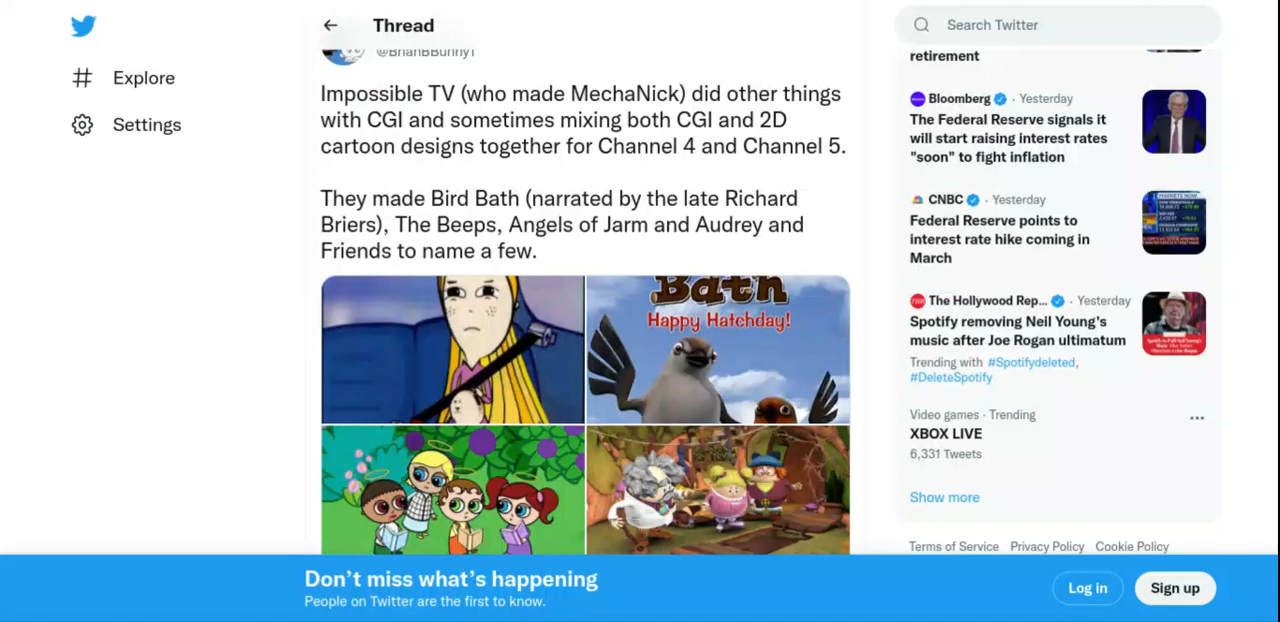 Thread
@BrianBBunny1
Impossible TV (who made MechaNick) did other things
with CGI and sometimes mixing both CGI and 2D
cartoon designs together for Channel 4 and Channel 5.
They made Bird Bath (narrated by the late Richard
Briers), The Beeps, Angels of Jarm and Audrey and
Friends to name a few.
Bath
Happy Hatchday!
Explore
Settings
Search Twitter
retirement
Bloomberg · Yesterday
The Federal Reserve signals it
will start raising interest rates
"soon" to fight inflation
CNBC · Yesterday
Federal Reserve points to
interest rate hike coming in
March
The Hollywood Rep... · Yesterday
Spotify removing Neil Young's
music after Joe Rogan ultimatum
Trending with #Spotifydeleted,
#DeleteSpotify
Video games · Trending
XBOX LIVE
6,331 Tweets
Show more
Terms of Service Privacy Policy Cookie Policy
Don't miss what's happening
People on Twitter are the first to know.
Log in
Sign up